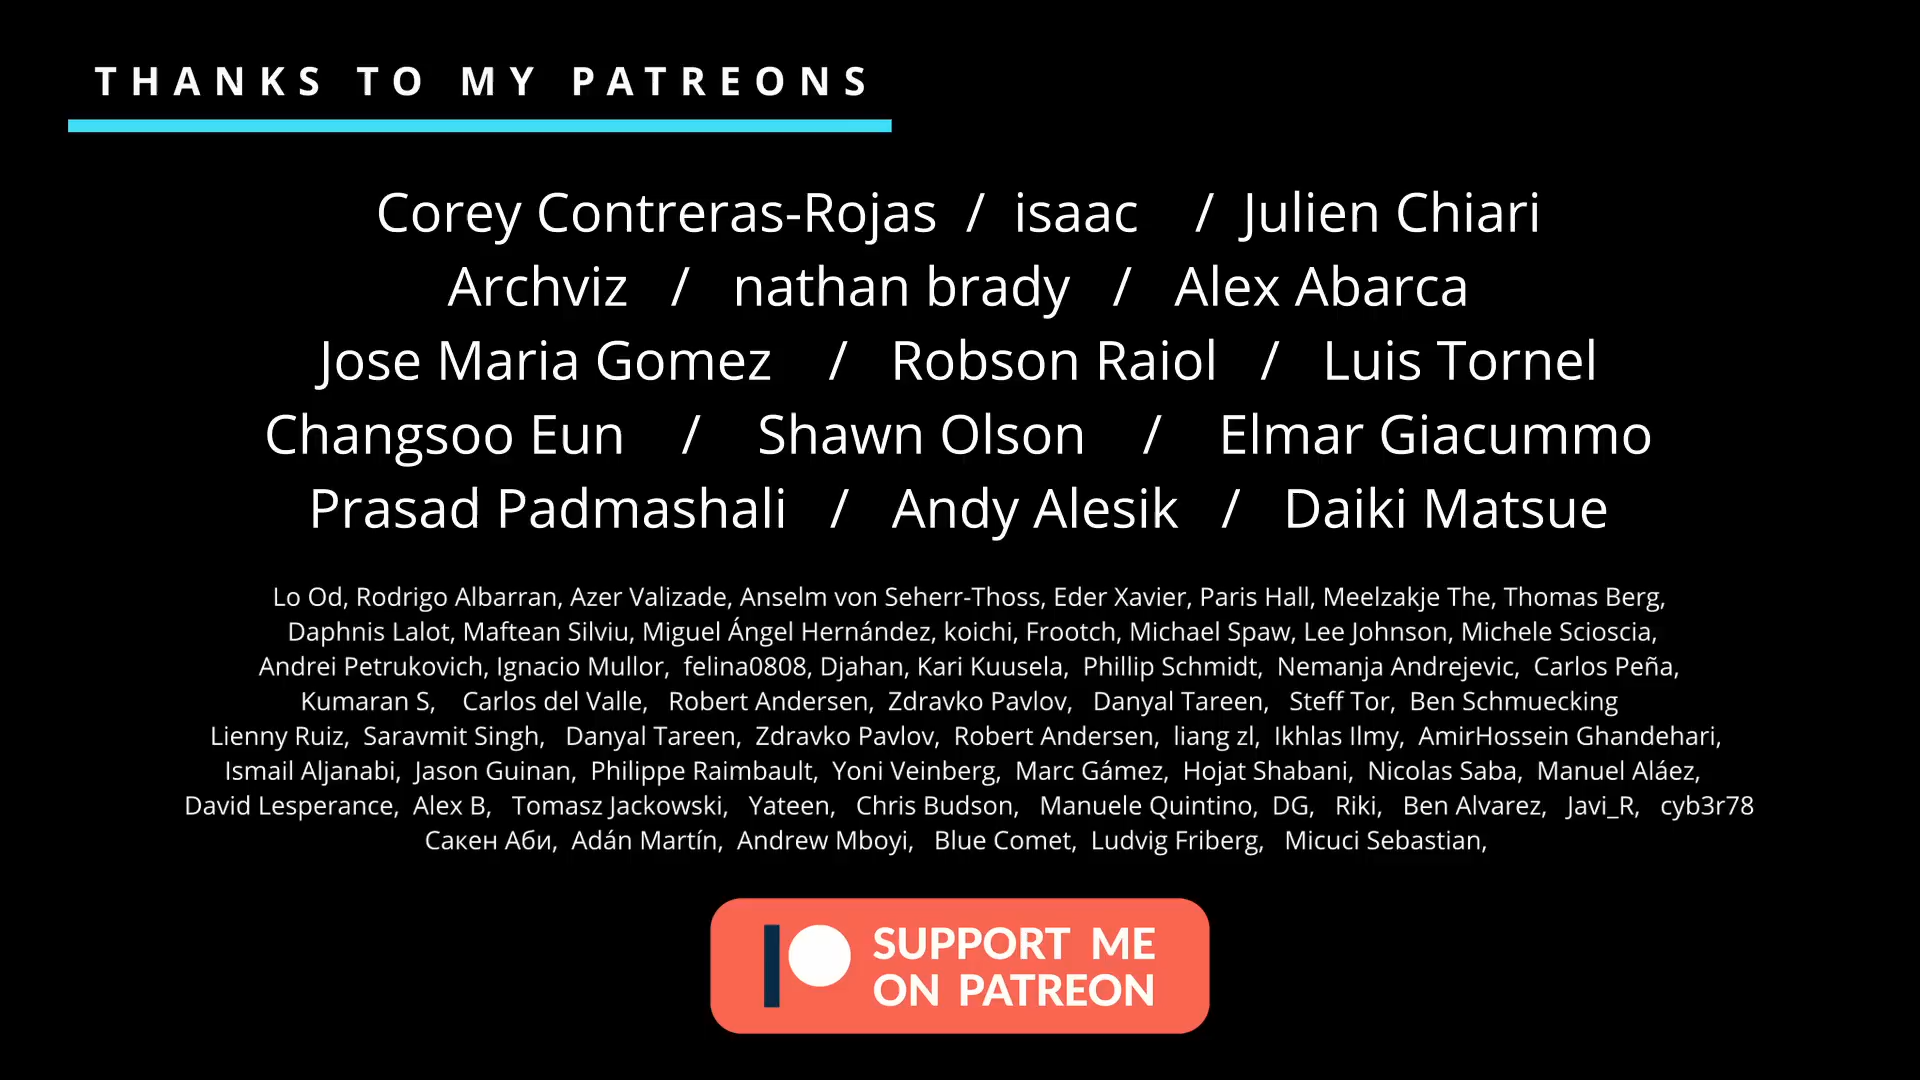 THANKS TO MY PATREONS
Corey Contreras-Rojas / isaac / Julien Chiari
Archviz / nathan brady / Alex Abarca
Jose Maria Gomez / Robson Raiol / Luis Tornel
Changsoo Eun / Shawn Olson / Elmar Giacummo
Prasad Padmashali / Andy Alesik / Daiki Matsue
Lo Od, Rodrigo Albarran, Azer Valizade, Anselm von Seherr-Thoss, Eder Xavier, Paris Hall, Meelzakje The, Thomas Berg,
Daphnis Lalot, Maftean Silviu, Miguel Ángel Hernández, koichi, Frootch, Michael Spaw, Lee Johnson, Michele Scioscia,
Andrei Petrukovich, Ignacio Mullor, felina0808, Djahan, Kari Kuusela, Phillip Schmidt, Nemanja Andrejevic, Carlos Peña,
Kumaran S, Carlos del Valle, Robert Andersen, Zdravko Pavlov, Danyal Tareen, Steff Tor, Ben Schmuecking
Lienny Ruiz, Saravmit Singh, Danyal Tareen, Zdravko Pavlov, Robert Andersen, liang zl, Ikhlas Ilmy, AmirHossein Ghandehari,
Ismail Aljanabi, Jason Guinan, Philippe Raimbault, Yoni Veinberg, Marc Gámez, Hojat Shabani, Nicolas Saba, Manuel Aláez,
David Lesperance, Alex B, Tomasz Jackowski, Yateen, Chris Budson, Manuele Quintino, DG, Riki, Ben Alvarez, Javi_R, cyb3r78
Сакен Аби, Adán Martín, Andrew Mboyi, Blue Comet, Ludvig Friberg, Micuci Sebastian,
SUPPORT ME
ON PATREON